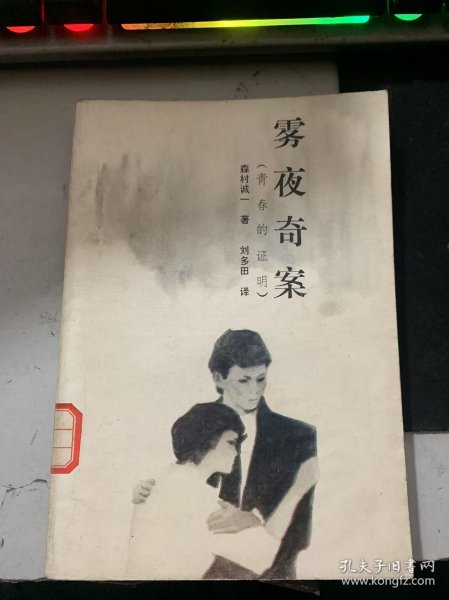 雾夜奇案
(青春的证明)
森村诚一 著
刘多田 译
孔夫子旧书网
www.kongfz.com